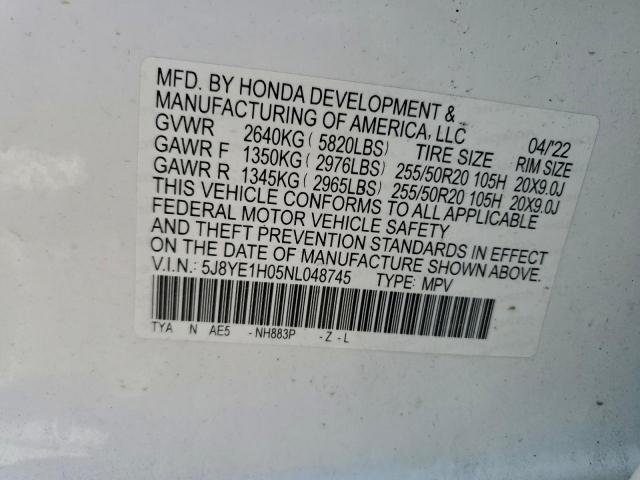 MFD. BY HONDA DEVELOPMENT &
MANUFACTURING OF AMERICA, LLC 04/'22
GVWR 2640KG ( 5820LBS) TIRE SIZE RIM SIZE
GAWR F 1350KG ( 2976LBS) 255/50R20 105H 20X9.0J
GAWR R 1345KG ( 2965LBS) 255/50R20 105H 20X9.0J
THIS VEHICLE CONFORMS TO ALL APPLICABLE
FEDERAL MOTOR VEHICLE SAFETY
AND THEFT PREVENTION STANDARDS IN EFFECT
ON THE DATE OF MANUFACTURE SHOWN ABOVE.
V.I.N.: 5J8YE1H05NL048745 TYPE: MPV
TYA N AE5 -NH883P -Z-L